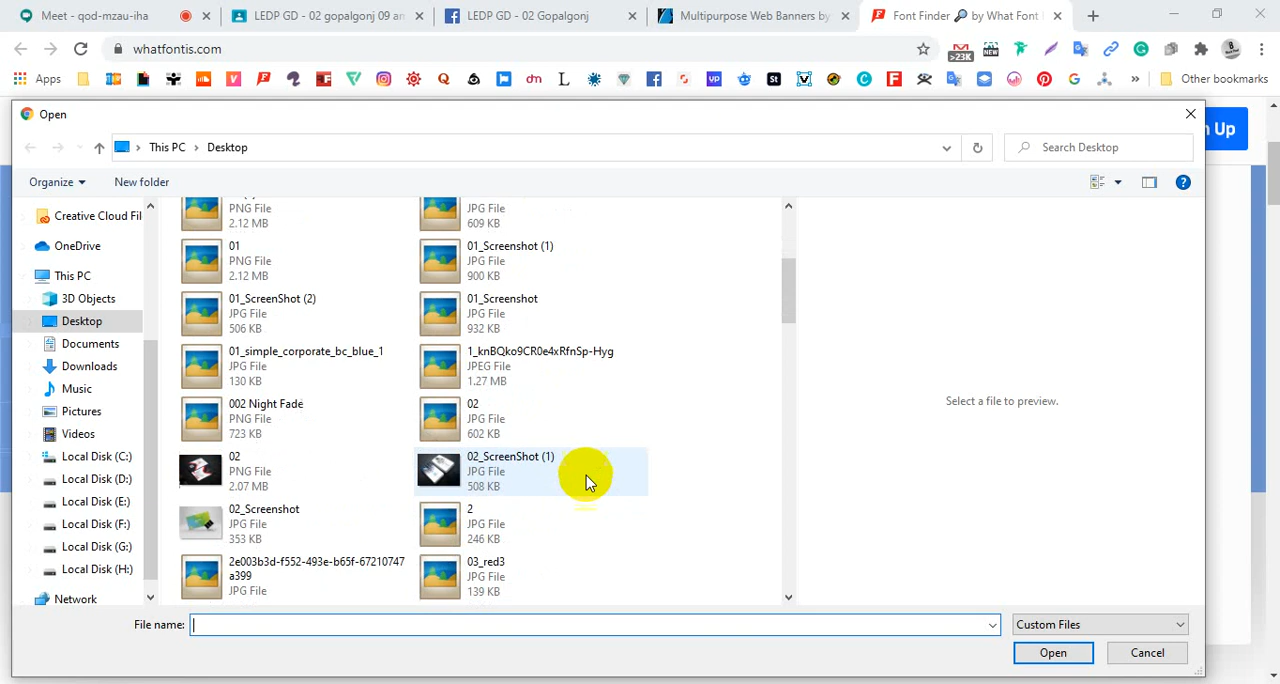 Meet - qod-mzau-iha
LEDP GD - 02 gopalgonj 09 am
LEDP GD - 02 Gopalgonj
Multipurpose Web Banners by
Font Finder 🔎 by What Font
whatfontis.com
>23K
NEW
Apps
Q
V
dm
L
UP
St
G
F
»
Other bookmarks
Open
n Up
This PC
Desktop
Search Desktop
Organize
New folder
Creative Cloud Fil
OneDrive
This PC
3D Objects
Desktop
Documents
Downloads
Music
Pictures
Videos
Local Disk (C:)
Local Disk (D:)
Local Disk (E:)
Local Disk (F:)
Local Disk (G:)
Local Disk (H:)
Network
PNG File
2.12 MB
JPG File
609 KB
01
PNG File
2.12 MB
01_Screenshot (1)
JPG File
900 KB
01_ScreenShot (2)
JPG File
506 KB
01_Screenshot
JPG File
932 KB
01_simple_corporate_bc_blue_1
JPG File
130 KB
1_knBQko9CR0e4xRfnSp-Hyg
JPEG File
1.27 MB
002 Night Fade
PNG File
723 KB
02
JPG File
602 KB
02
PNG File
2.07 MB
02_ScreenShot (1)
JPG File
508 KB
02_Screenshot
JPG File
353 KB
2
JPG File
246 KB
2e003b3d-f552-493e-b65f-67210747
a399
JPG File
03_red3
JPG File
139 KB
Select a file to preview.
File name:
Custom Files
Open
Cancel